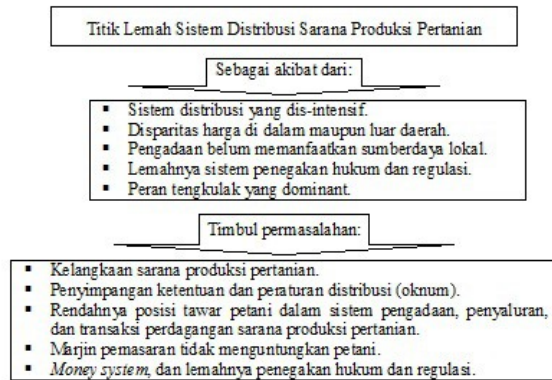 Titik Lemah Sistem Distribusi Sarana Produksi Pertanian
Sebagai akibat dari:
▪ Sistem distribusi yang dis-intensif.
▪ Disparitas harga di dalam maupun luar daerah.
▪ Pengadaan belum memanfaatkan sumberdaya lokal.
▪ Lemahnya sistem penegakan hukum dan regulasi.
▪ Peran tengkulak yang dominant.
Timbul permasalahan:
▪ Kelangkaan sarana produksi pertanian.
▪ Penyimpangan ketentuan dan peraturan distribusi (oknum).
▪ Rendahnya posisi tawar petani dalam sistem pengadaan, penyaluran,
dan transaksi perdagangan sarana produksi pertanian.
▪ Marjin pemasaran tidak menguntungkan petani.
▪ Money system, dan lemahnya penegakan hukum dan regulasi.